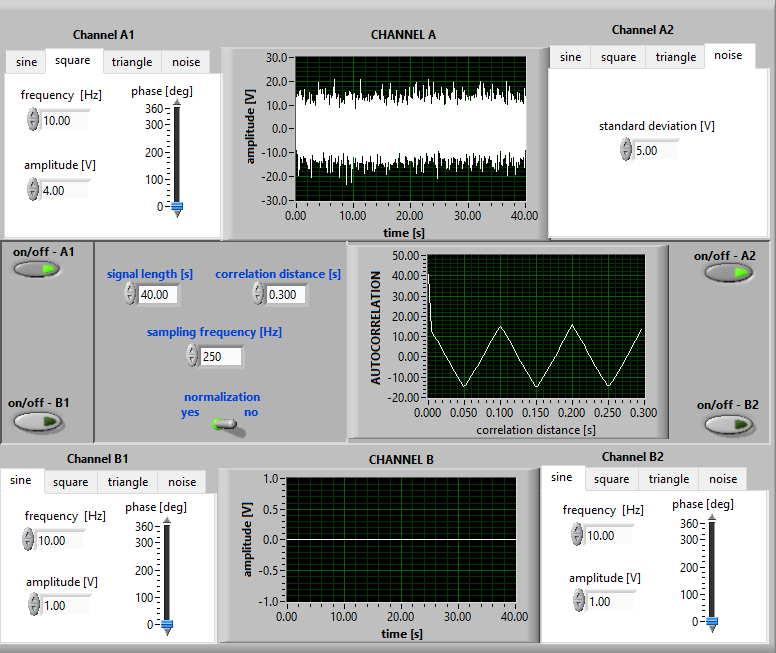 Channel A1
sine square triangle noise
frequency [Hz]
10.00
amplitude [V]
4.00
phase [deg]
360
300
200
100
0
CHANNEL A
amplitude [V]
30.0
20.0
10.0
0.0
-10.0
-20.0
-30.0
0.00 10.00 20.00 30.00 40.00
time [s]
Channel A2
sine square triangle noise
standard deviation [V]
5.00
on/off - A1
signal length [s]
40.00
correlation distance [s]
0.300
sampling frequency [Hz]
250
normalization
yes no
on/off - B1
AUTOCORRELATION
50.00
40.00
30.00
20.00
10.00
0.00
-10.00
-20.00
0.000 0.050 0.100 0.150 0.200 0.250 0.300
correlation distance [s]
on/off - A2
on/off - B2
Channel B1
sine square triangle noise
frequency [Hz]
10.00
amplitude [V]
1.00
phase [deg]
360
300
200
100
0
CHANNEL B
amplitude [V]
1.0
0.5
0.0
-0.5
-1.0
0.00 10.00 20.00 30.00 40.00
time [s]
Channel B2
sine square triangle noise
frequency [Hz]
10.00
amplitude [V]
1.00
phase [deg]
360
300
200
100
0